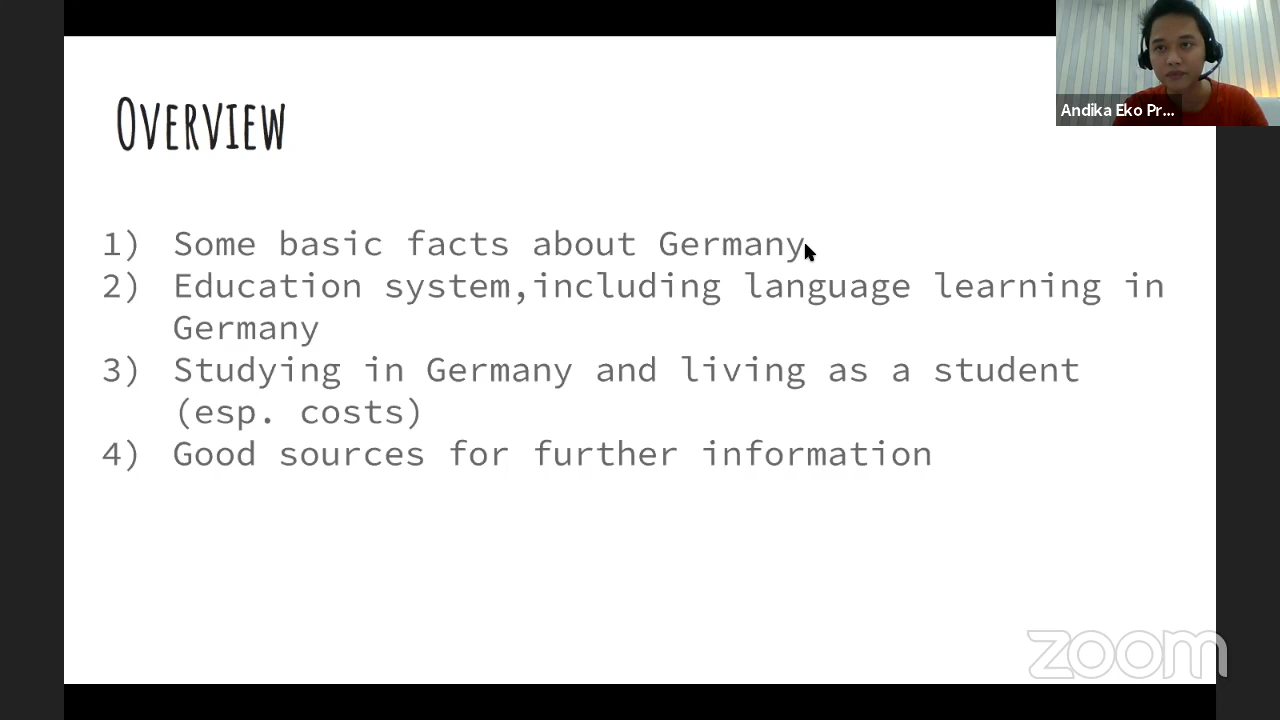 OVERVIEW
Andika Eko Pr...
1) Some basic facts about Germany
2) Education system,including language learning in
Germany
3) Studying in Germany and living as a student
(esp. costs)
4) Good sources for further information
zoom